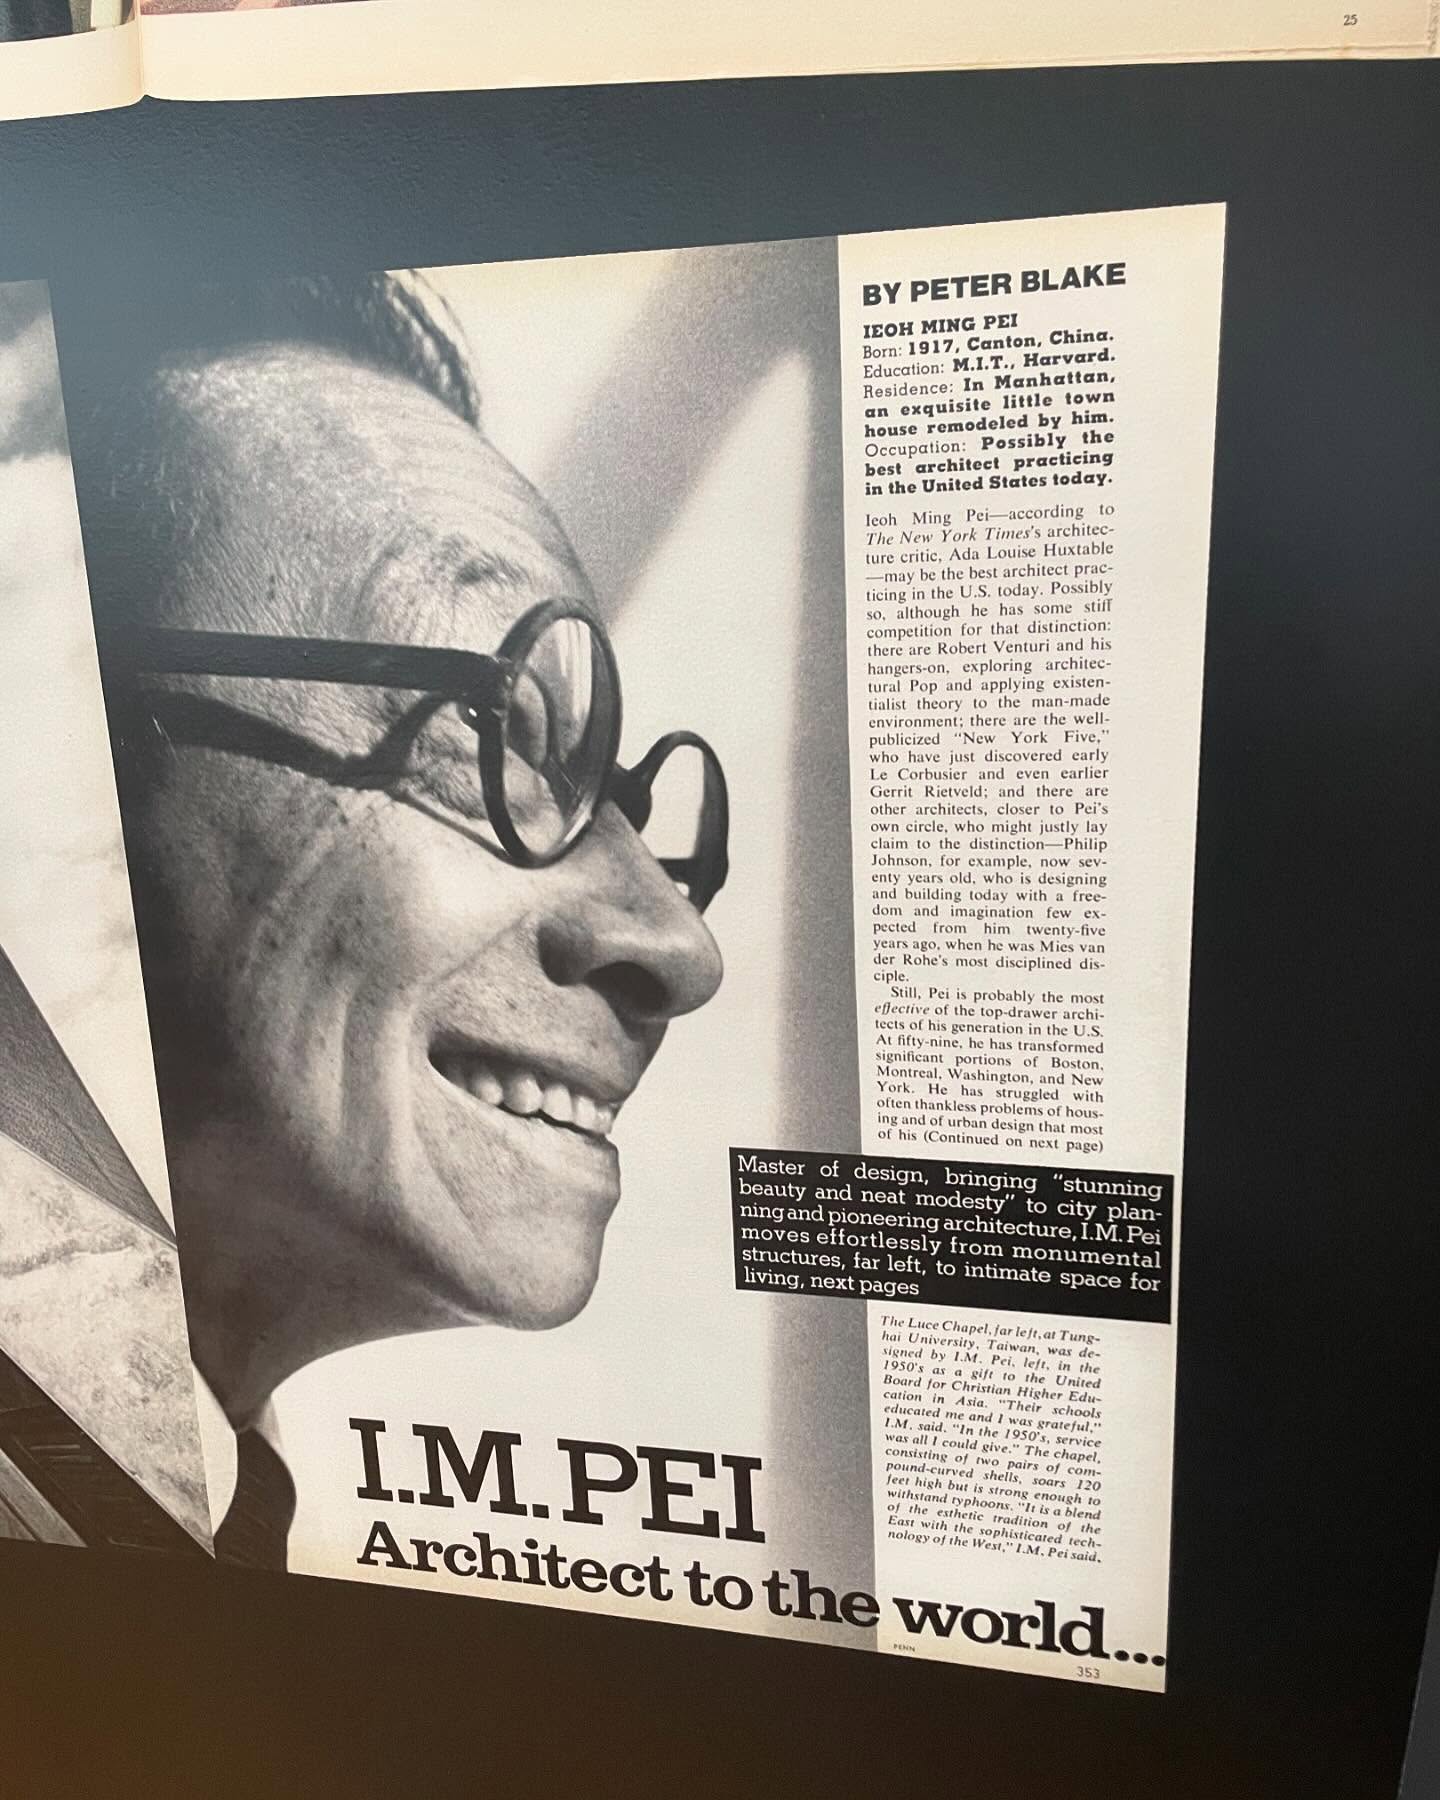 25
BY PETER BLAKE
IEOH MING PEI
Born: 1917, Canton, China.
Education: M.I.T., Harvard.
Residence: In Manhattan,
an exquisite little town
house remodeled by him.
Occupation: Possibly the
best architect practicing
in the United States today.
Ieoh Ming Pei—according to
The New York Times's architec-
ture critic, Ada Louise Huxtable
—may be the best architect prac-
ticing in the U.S. today. Possibly
so, although he has some stiff
competition for that distinction:
there are Robert Venturi and his
hangers-on, exploring architec-
tural Pop and applying existen-
tialist theory to the man-made
environment; there are the well-
publicized "New York Five,"
who have just discovered early
Le Corbusier and even earlier
Gerrit Rietveld; and there are
other architects, closer to Pei's
own circle, who might justly lay
claim to the distinction—Philip
Johnson, for example, now sev-
enty years old, who is designing
and building today with a free-
dom and imagination few ex-
pected from him twenty-five
years ago, when he was Mies van
der Rohe's most disciplined dis-
ciple.
Still, Pei is probably the most
effective of the top-drawer archi-
tects of his generation in the U.S.
At fifty-nine, he has transformed
significant portions of Boston,
Montreal, Washington, and New
York. He has struggled with
often thankless problems of hous-
ing and of urban design that most
of his (Continued on next page)
Master of design, bringing "stunning
beauty and neat modesty" to city plan-
ning and pioneering architecture, I.M. Pei
moves effortlessly from monumental
structures, far left, to intimate space for
living, next pages
The Luce Chapel, far left, at Tung-
hai University, Taiwan, was de-
signed by I.M. Pei, left, in the
1950's as a gift to the United
Board for Christian Higher Edu-
cation in Asia. "Their schools
educated me and I was grateful,"
I.M. said. "In the 1950's, service
was all I could give." The chapel,
consisting of two pairs of com-
pound-curved shells, soars 120
feet high but is strong enough to
withstand typhoons. "It is a blend
of the esthetic tradition of the
East with the sophisticated tech-
nology of the West," I.M. Pei said.
I.M. PEI
Architect to the world...
PENN
353